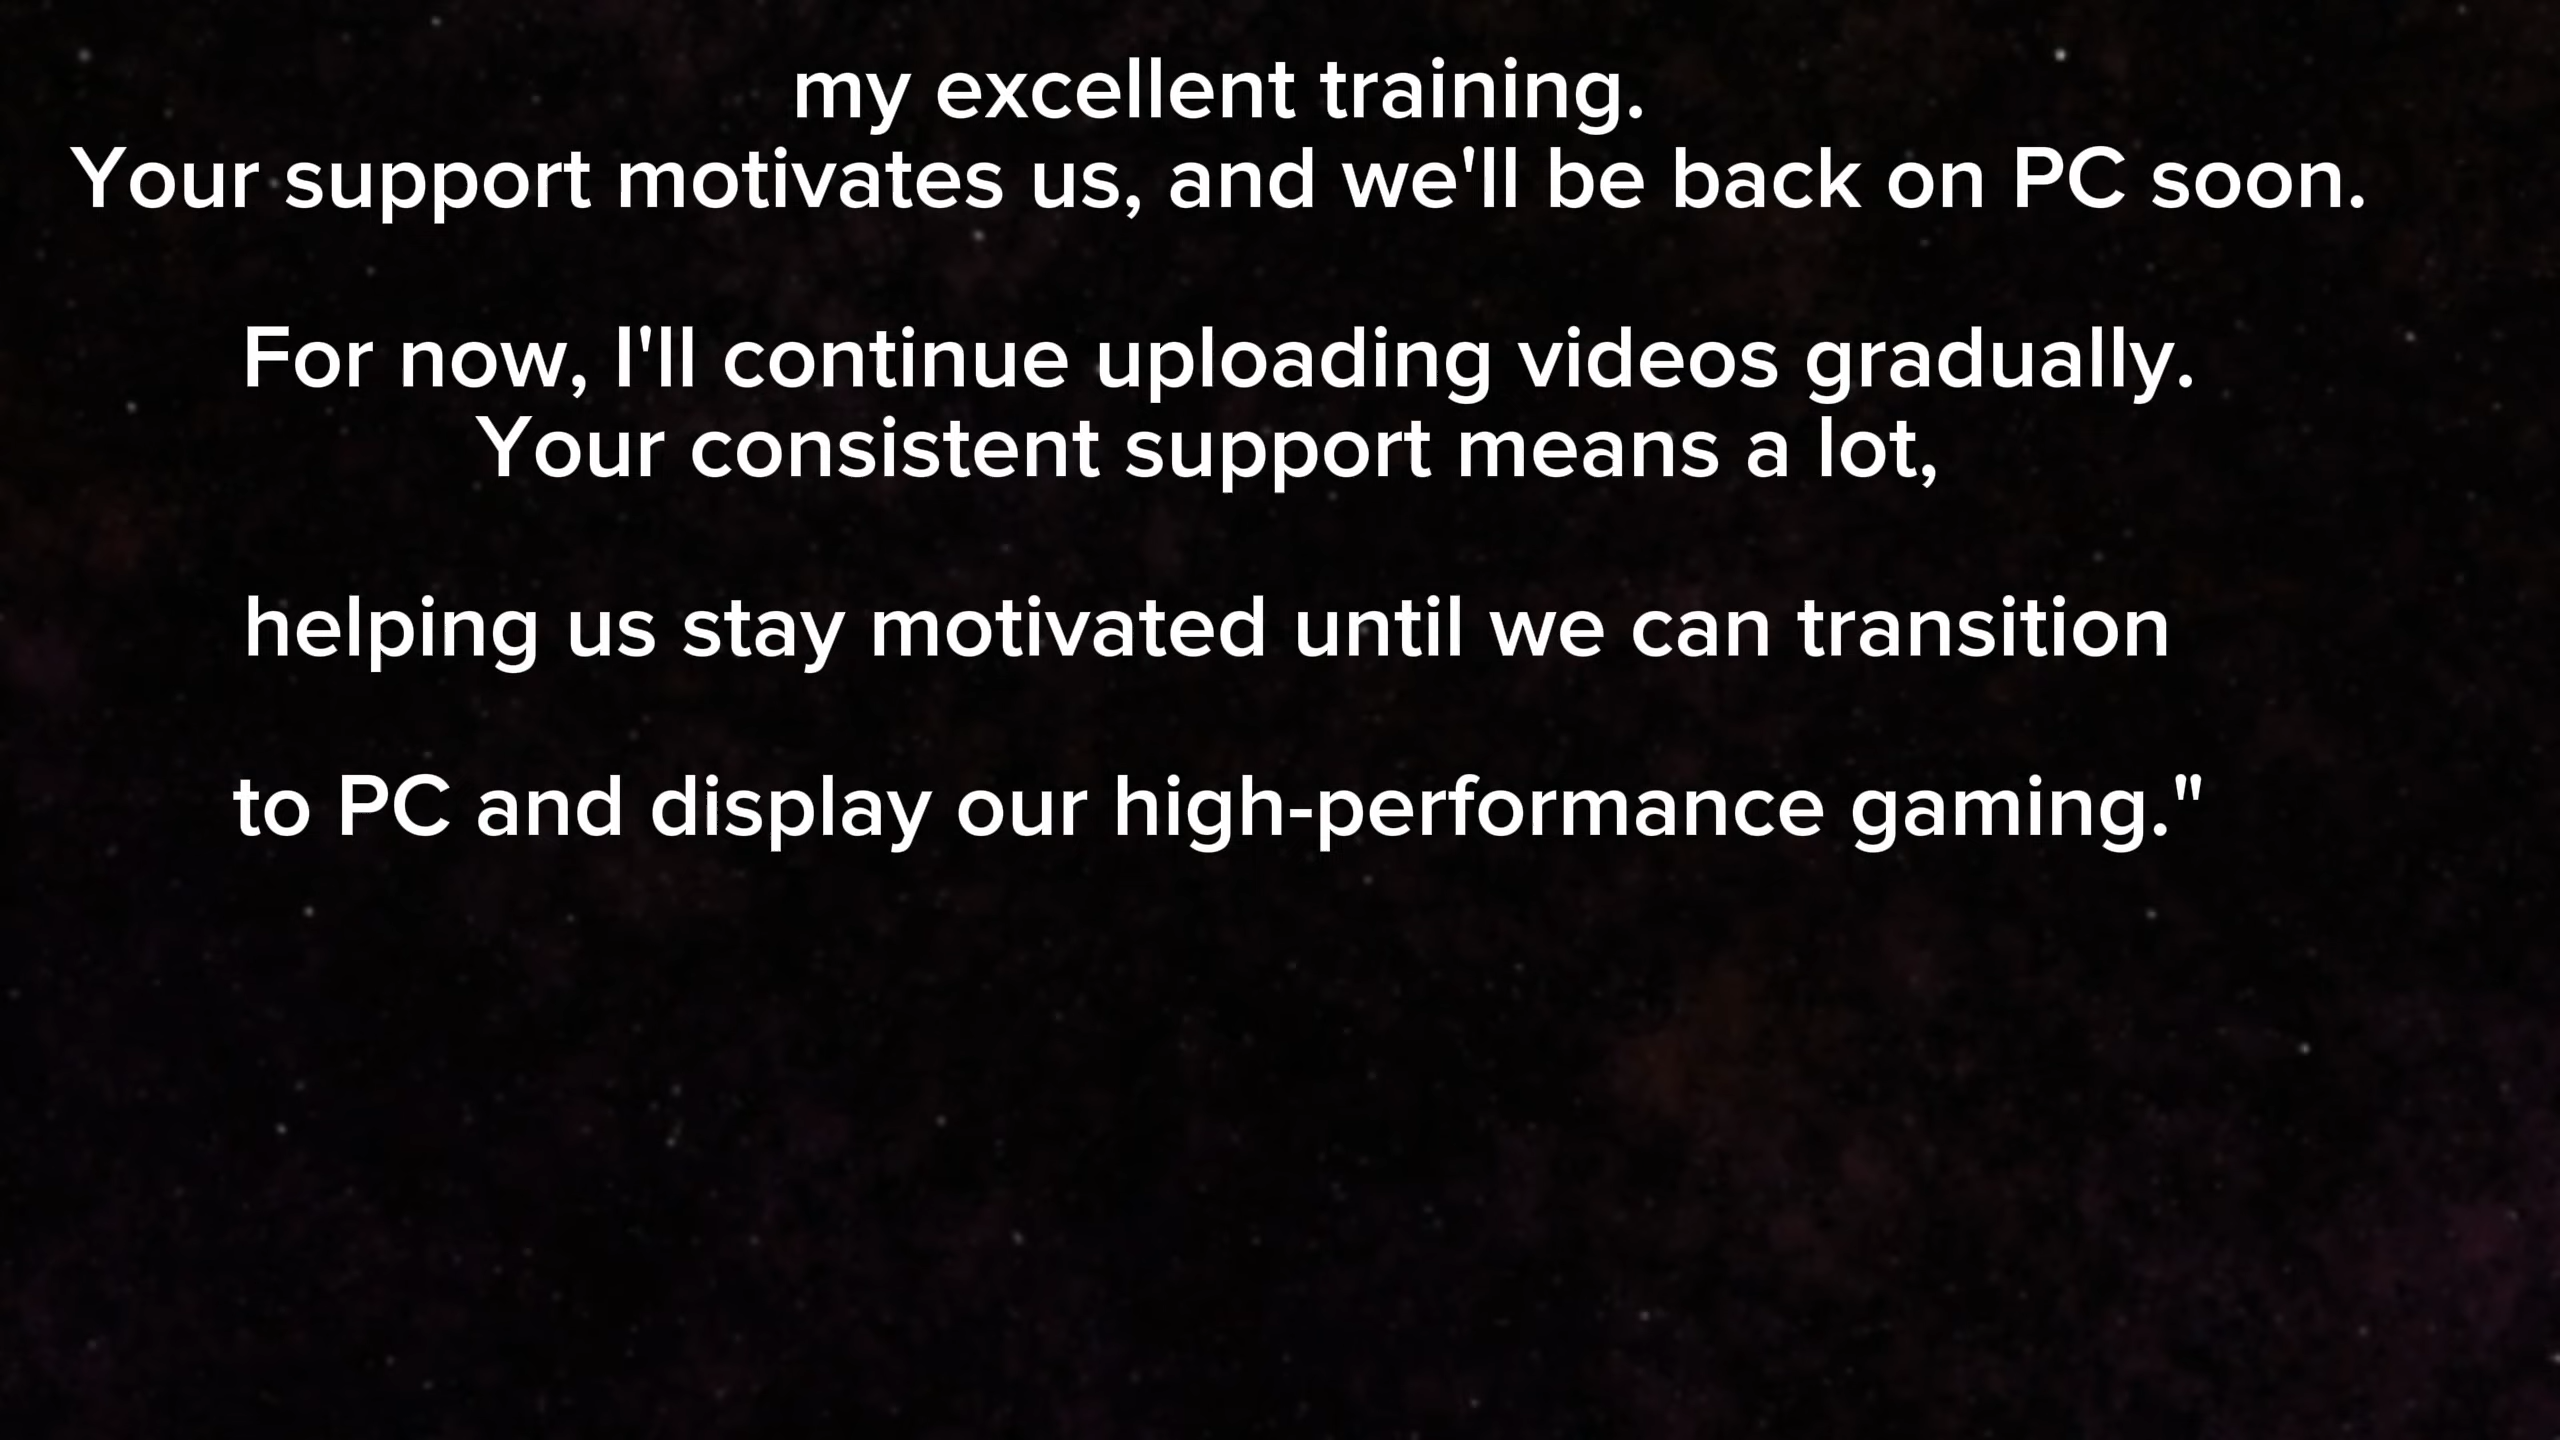 my excellent training.
Your support motivates us, and we'll be back on PC soon.
For now, I'll continue uploading videos gradually.
Your consistent support means a lot,
helping us stay motivated until we can transition
to PC and display our high-performance gaming."